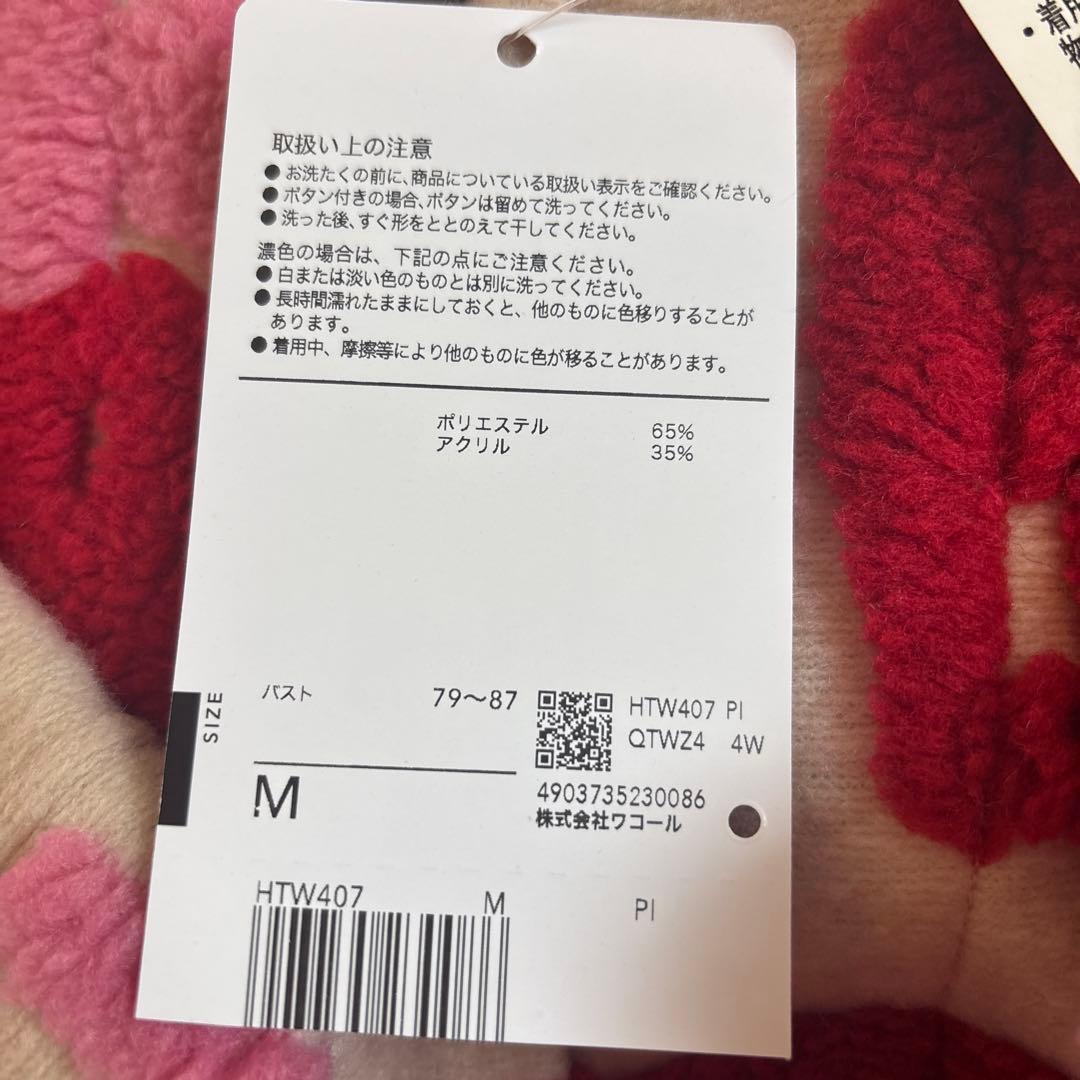 ・着用
物
取扱い上の注意
●お洗たくの前に、商品についている取扱い表示をご確認ください。
●ボタン付きの場合、ボタンは留めて洗ってください。
●洗った後、すぐ形をととのえて干してください。
濃色の場合は、下記の点にご注意ください。
●白または淡い色のものとは別に洗ってください。
●長時間濡れたままにしておくと、他のものに色移りすることが
あります。
●着用中、摩擦等により他のものに色が移ることがあります。
ポリエステル 65%
アクリル 35%
SIZE
バスト 79～87
M
HTW407 PI
QTWZ4 4W
4903735230086
株式会社ワコール
HTW407 M PI